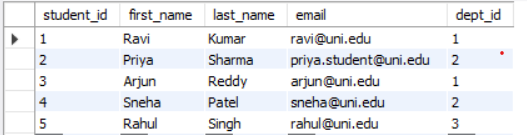 student_id first_name last_name email dept_id
1 Ravi Kumar ravi@uni.edu 1
2 Priya Sharma priya.student@uni.edu 2
3 Arjun Reddy arjun@uni.edu 1
4 Sneha Patel sneha@uni.edu 2
5 Rahul Singh rahul@uni.edu 3